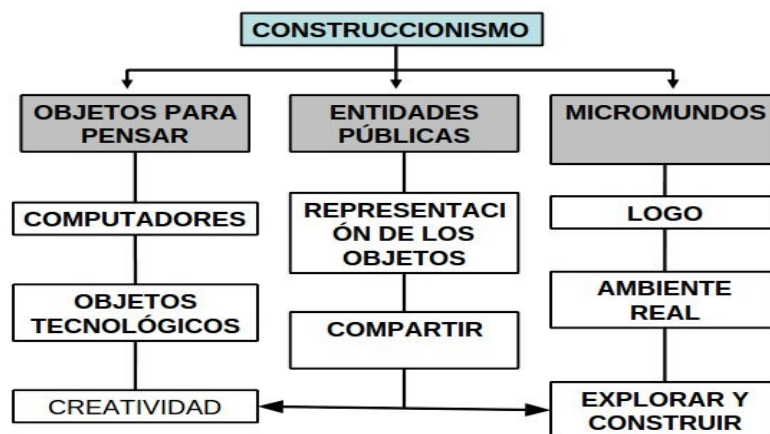 CONSTRUCCIONISMO
OBJETOS PARA
PENSAR
COMPUTADORES
OBJETOS
TECNOLÓGICOS
CREATIVIDAD
ENTIDADES
PÚBLICAS
REPRESENTACI
ÓN DE LOS
OBJETOS
COMPARTIR
MICROMUNDOS
LOGO
AMBIENTE
REAL
EXPLORAR Y
CONSTRUIR